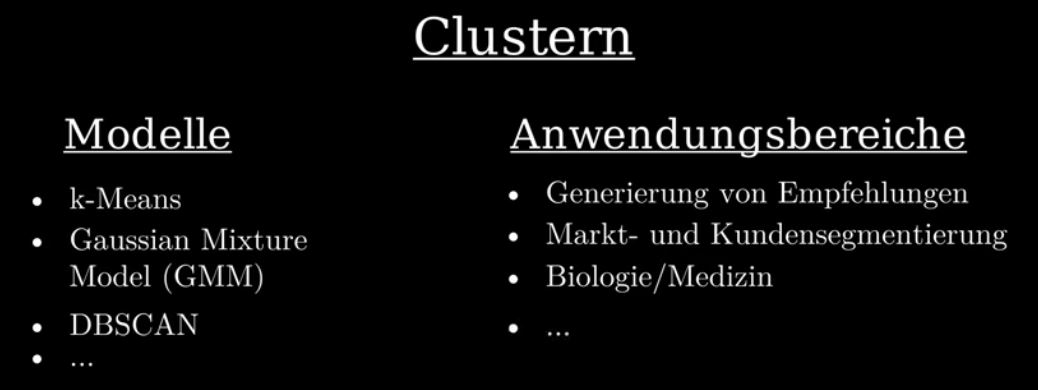 Clustern
Modelle
• k-Means
• Gaussian Mixture
Model (GMM)
• DBSCAN
• ...
Anwendungsbereiche
• Generierung von Empfehlungen
• Markt- und Kundensegmentierung
• Biologie/Medizin
• ...